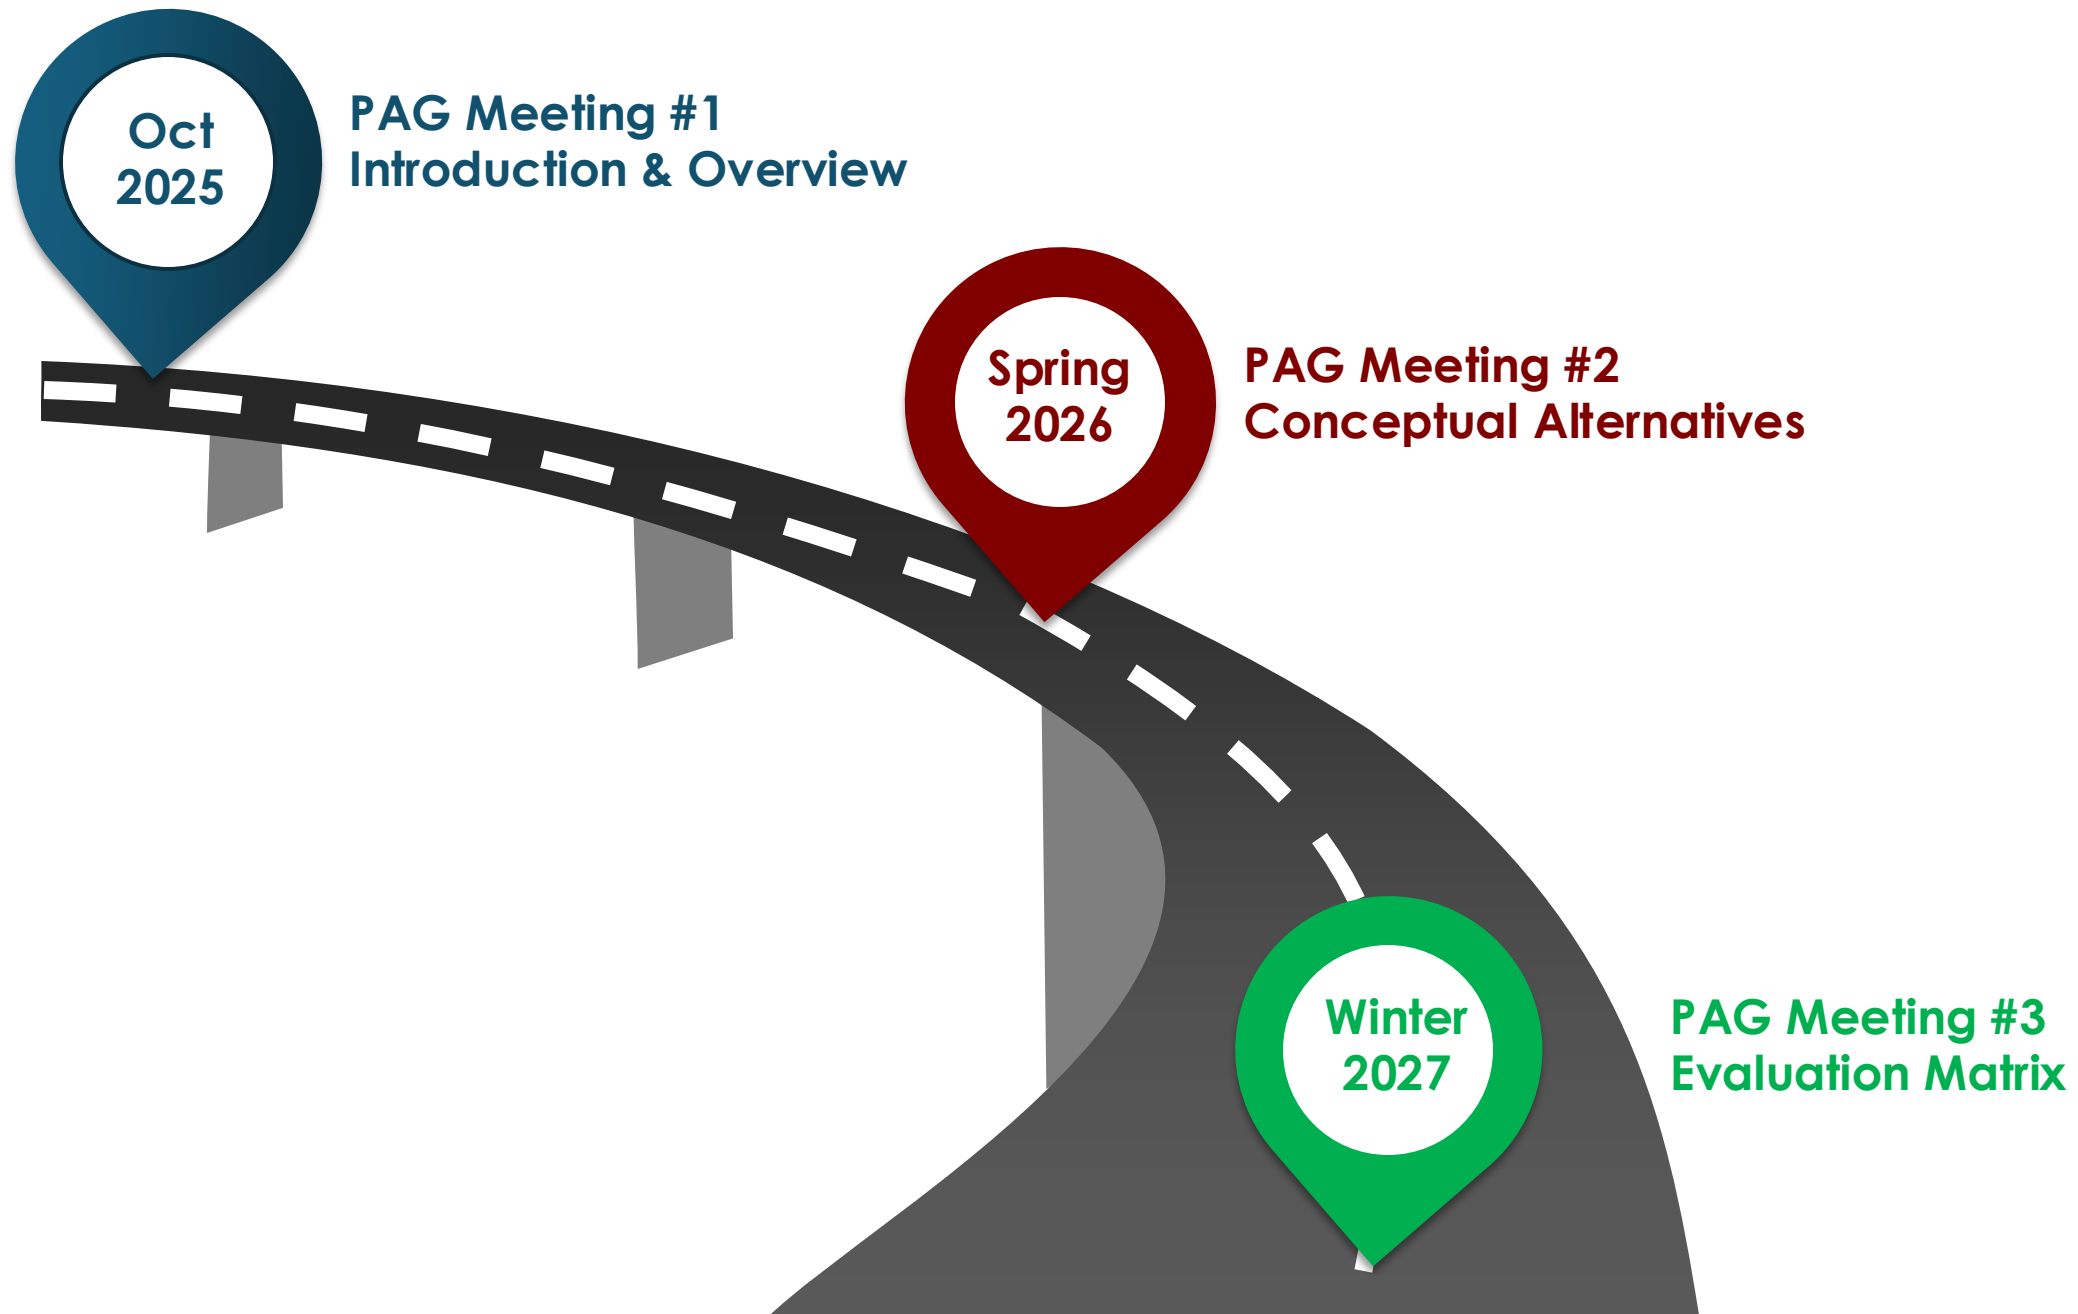 Oct
2025
PAG Meeting #1
Introduction & Overview
Spring
2026
PAG Meeting #2
Conceptual Alternatives
Winter
2027
PAG Meeting #3
Evaluation Matrix